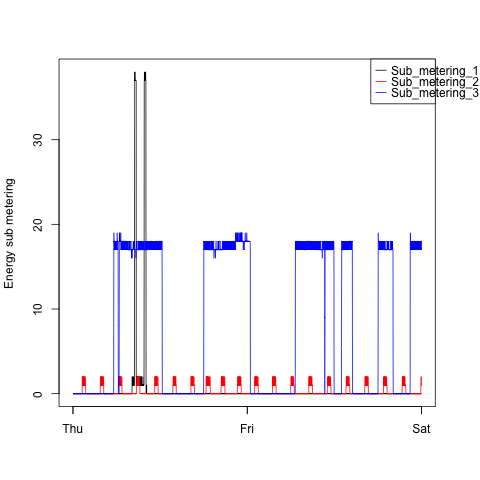 Sub_metering_1
Sub_metering_2
Sub_metering_3
Energy sub metering
30
20
10
0
Thu Fri Sat